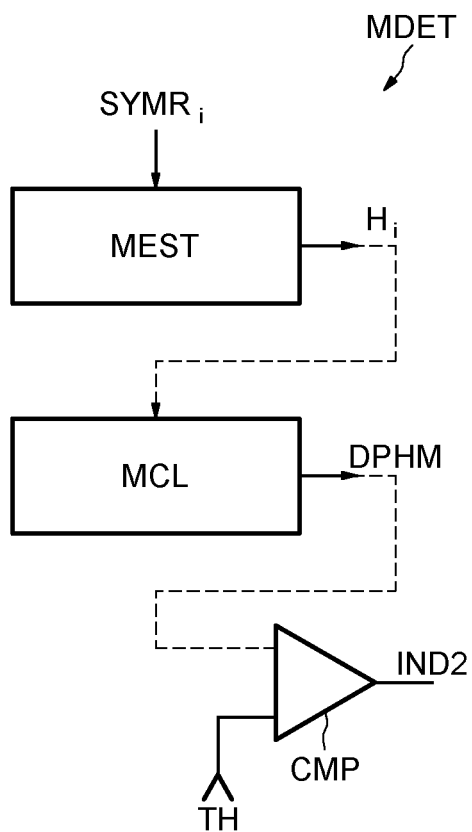 MDET
SYMR i
MEST
H i
MCL
DPHM
IND2
CMP
TH